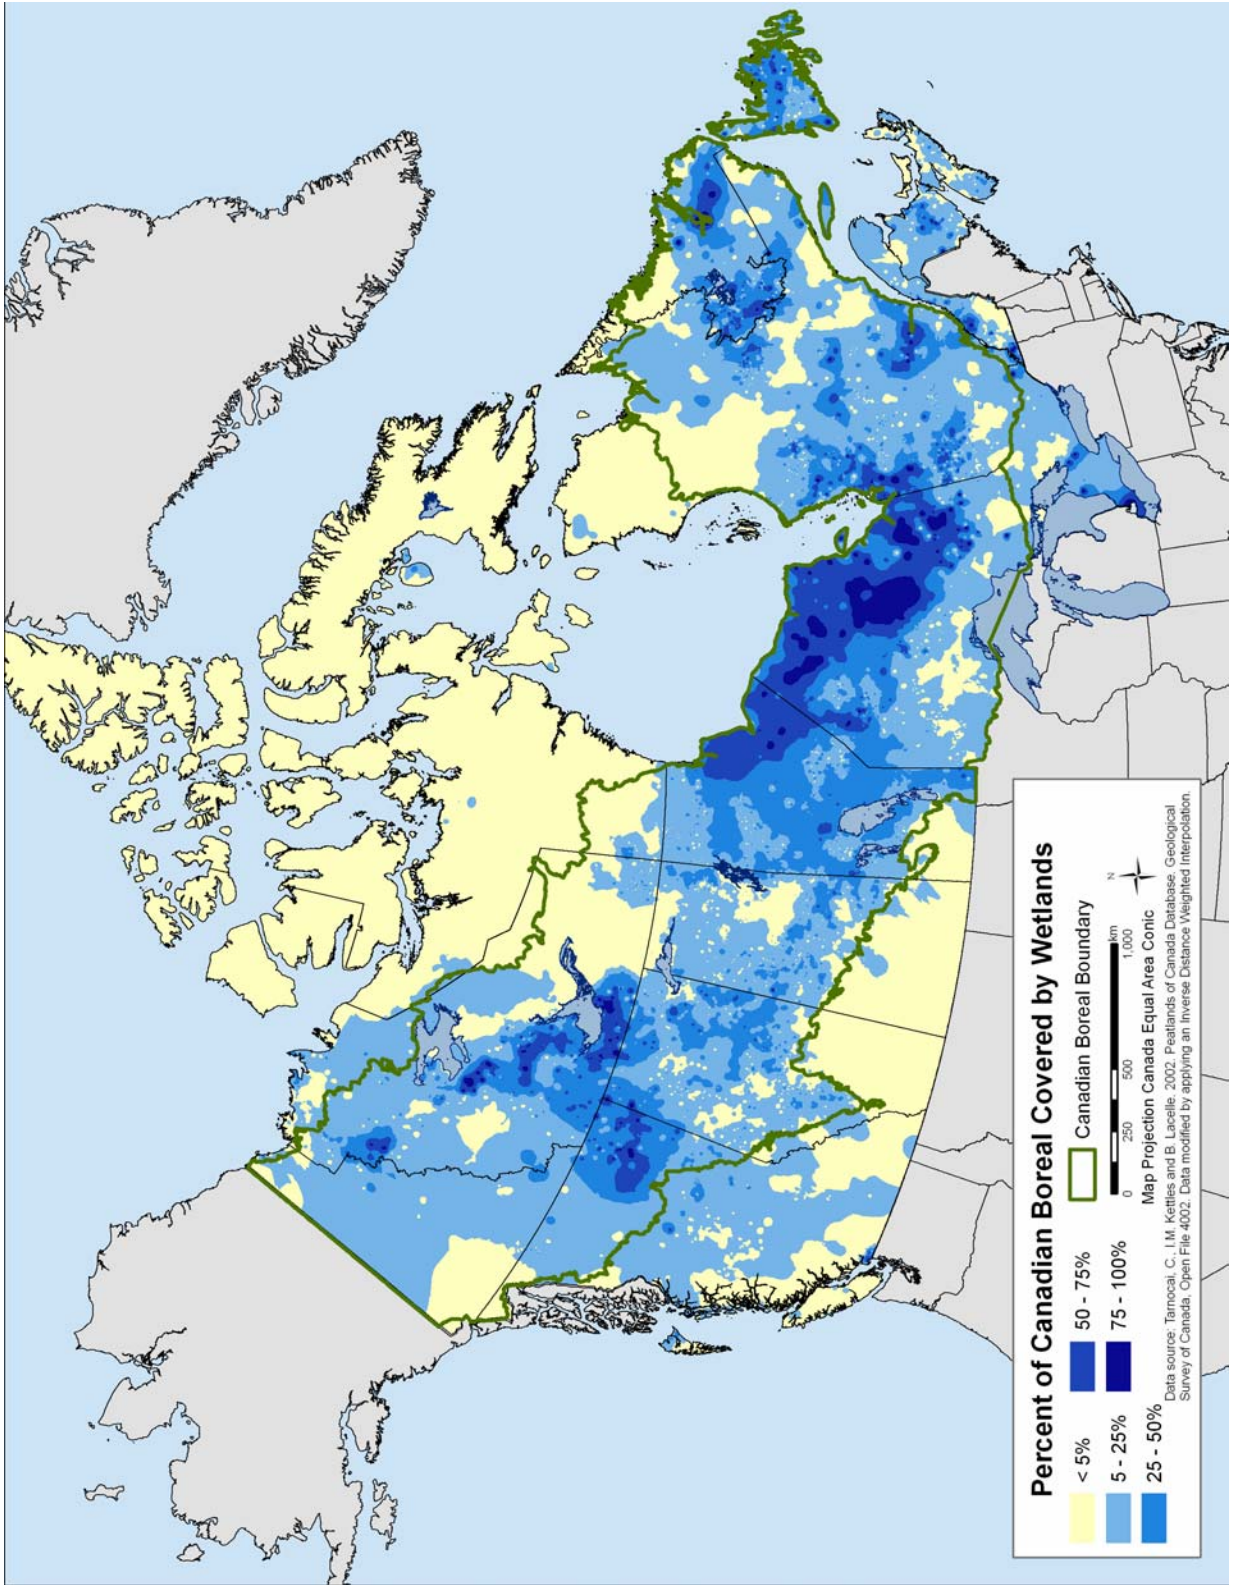 Percent of Canadian Boreal Covered by Wetlands
< 5%
5 - 25%
25 - 50%
50 - 75%
75 - 100%
Canadian Boreal Boundary
N
0 250 500 1,000
km
Map Projection Canada Equal Area Conic
Data source: Tarnocai, C., I.M. Kettles and B. Lacelle. 2002. Peatlands of Canada Database. Geological
Survey of Canada, Open File 4002. Data modified by applying an Inverse Distance Weighted Interpolation.